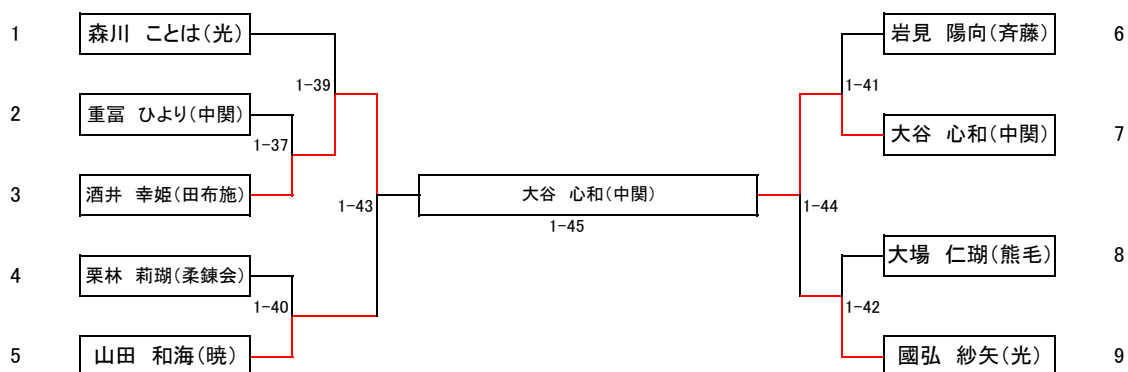 1 森川 ことは(光)
6 岩見 陽向(斉藤)
1-39
1-41
2 重冨 ひより(中関)
7 大谷 心和(中関)
1-37
3 酒井 幸姫(田布施)
大谷 心和(中関)
1-43
1-44
1-45
4 栗林 莉瑚(柔錬会)
8 大場 仁瑚(熊毛)
1-40
1-42
5 山田 和海(暁)
9 國弘 紗矢(光)